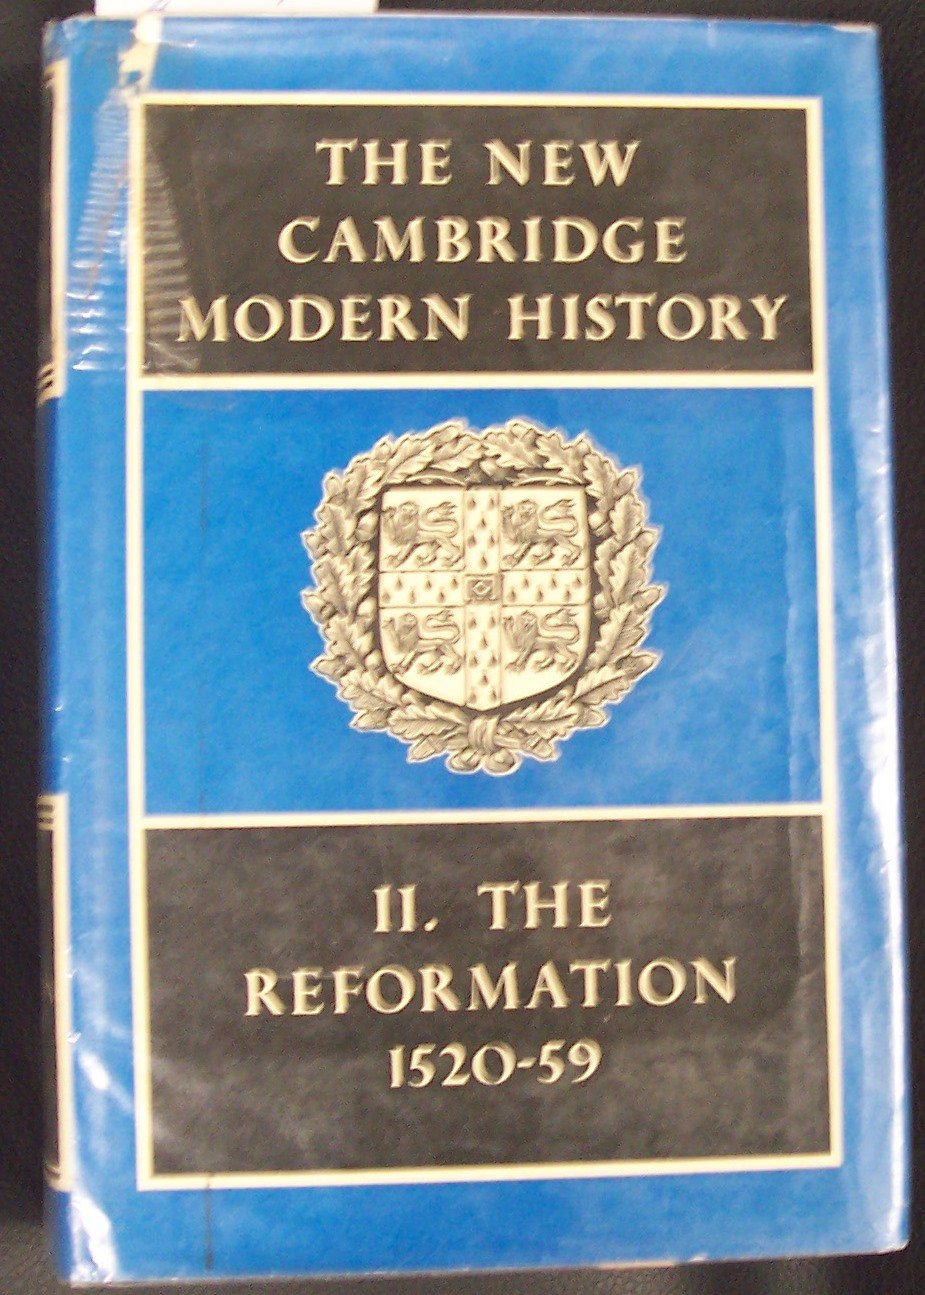 THE NEW
CAMBRIDGE
MODERN HISTORY
II. THE
REFORMATION
1520-59